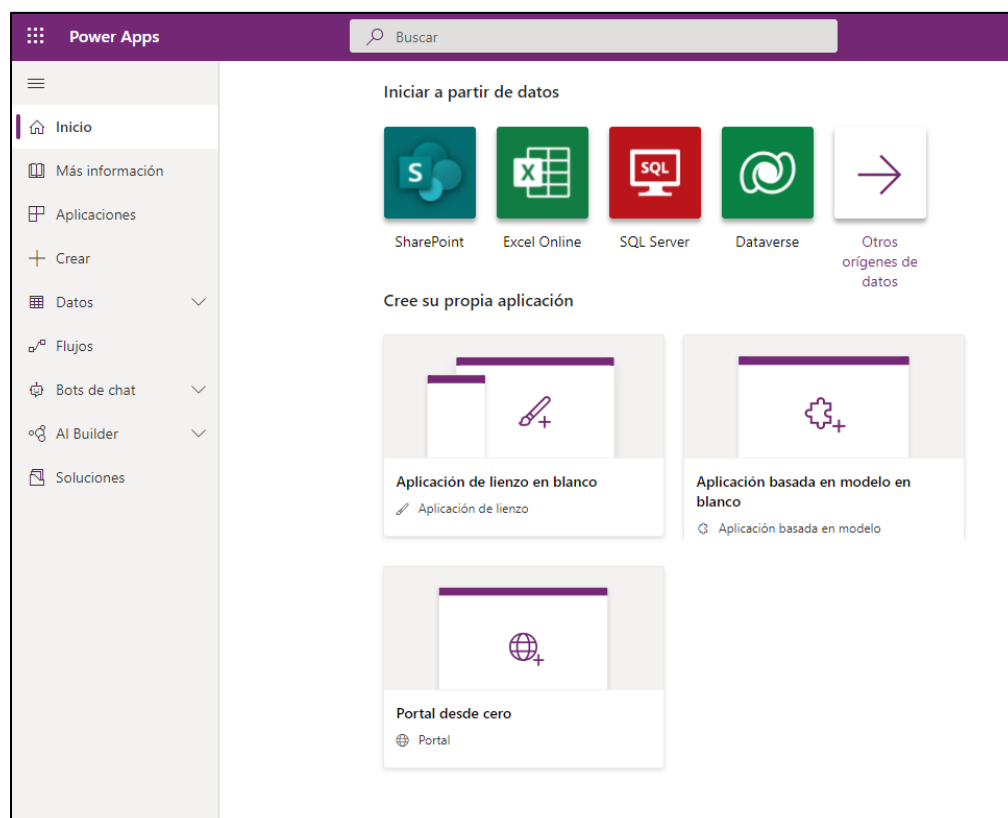 Power Apps
Buscar
Inicio
Más información
Aplicaciones
Crear
Datos
Flujos
Bots de chat
AI Builder
Soluciones
Iniciar a partir de datos
S
X
SQL
SharePoint
Excel Online
SQL Server
Dataverse
Otros
orígenes de
datos
Cree su propia aplicación
Aplicación de lienzo en blanco
Aplicación de lienzo
Aplicación basada en modelo en
blanco
Aplicación basada en modelo
Portal desde cero
Portal